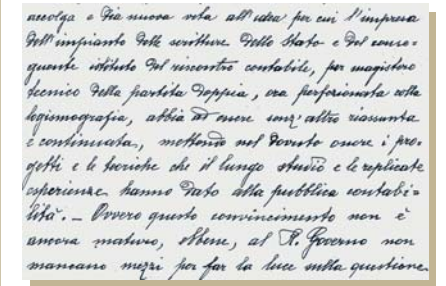 accolga e dia nuova vita all'idea per cui l'impresa
dell'impianto delle scritture dello Stato e del conse=
guente istituto del riscontro contabile, per magistero
tecnico della partita doppia, ora perfezionata colla
logismografia, abbia ad essere senz'altro riassunta
e continuata, mettendo nel dovuto onore i pro=
getti e le teoriche che il lungo studio e le replicate
esperienze hanno dato alla pubblica contabi=
lità. — Ovvero questo convincimento non è
ancora maturo, ebbene, al R. Governo non
mancano mezzi per far la luce sulla questione.